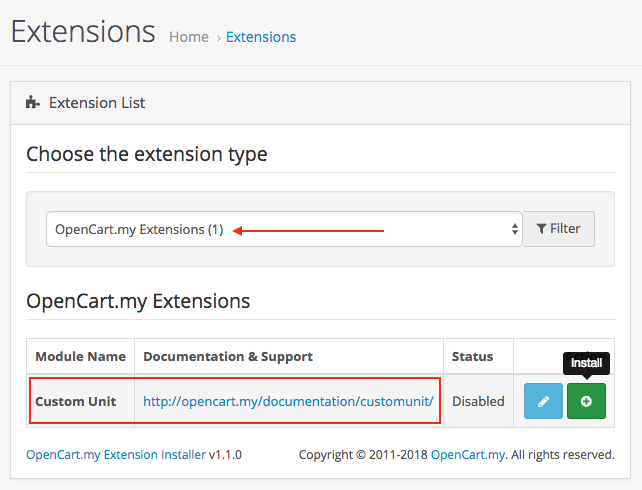 Extensions Home › Extensions
Extension List
Choose the extension type
OpenCart.my Extensions (1) Filter
OpenCart.my Extensions
Module Name Documentation & Support Status
Install
Custom Unit http://opencart.my/documentation/customunit/ Disabled
OpenCart.my Extension Installer v1.1.0 Copyright © 2011-2018 OpenCart.my. All rights reserved.